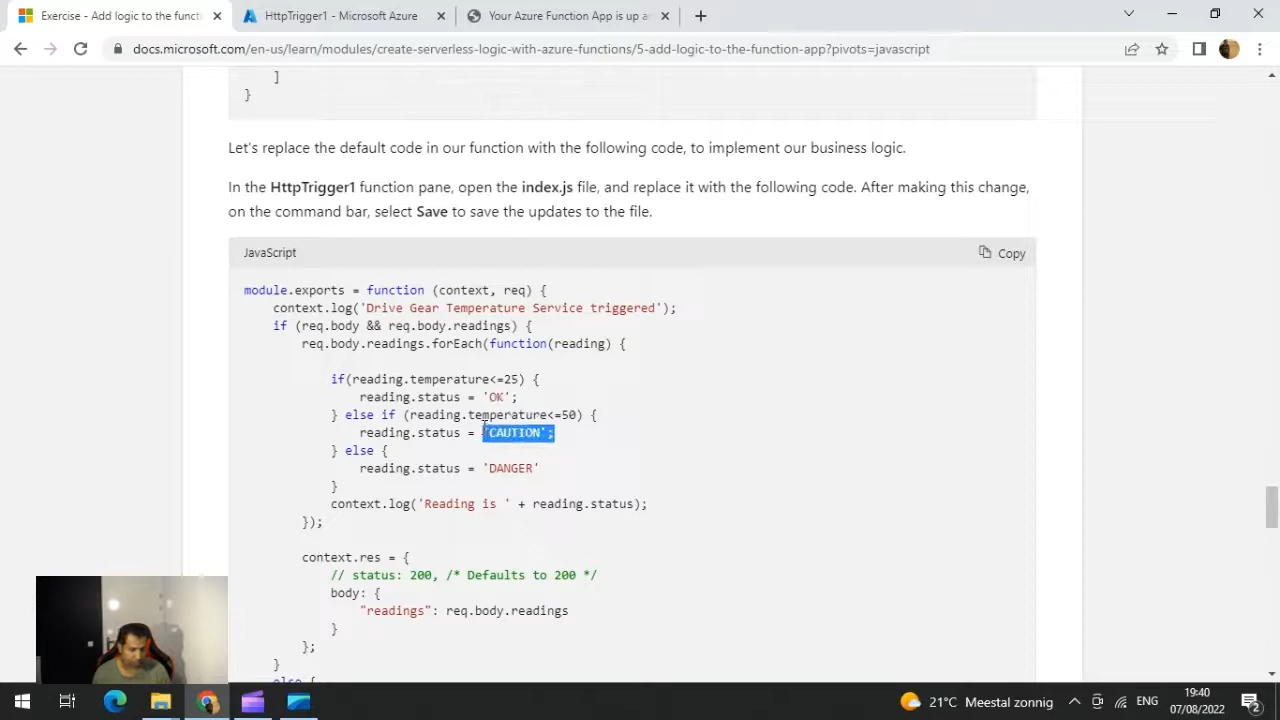 Exercise - Add logic to the functi
HttpTrigger1 - Microsoft Azure
Your Azure Function App is up a
docs.microsoft.com/en-us/learn/modules/create-serverless-logic-with-azure-functions/5-add-logic-to-the-function-app?pivots=javascript
]
}
Let's replace the default code in our function with the following code, to implement our business logic.
In the HttpTrigger1 function pane, open the index.js file, and replace it with the following code. After making this change,
on the command bar, select Save to save the updates to the file.
JavaScript
Copy
module.exports = function (context, req) {
context.log('Drive Gear Temperature Service triggered');
if (req.body && req.body.readings) {
req.body.readings.forEach(function(reading) {
if(reading.temperature<=25) {
reading.status = 'OK';
} else if (reading.temperature<=50) {
reading.status = 'CAUTION';
} else {
reading.status = 'DANGER'
}
context.log('Reading is ' + reading.status);
});
context.res = {
// status: 200, /* Defaults to 200 */
body: {
"readings": req.body.readings
}
};
}
else {
21°C Meestal zonnig
ENG
19:40
07/08/2022
2